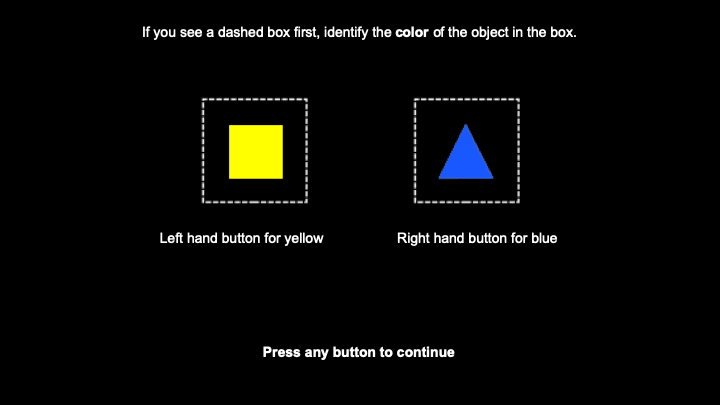 If you see a dashed box first, identify the color of the object in the box.
Left hand button for yellow
Right hand button for blue
Press any button to continue